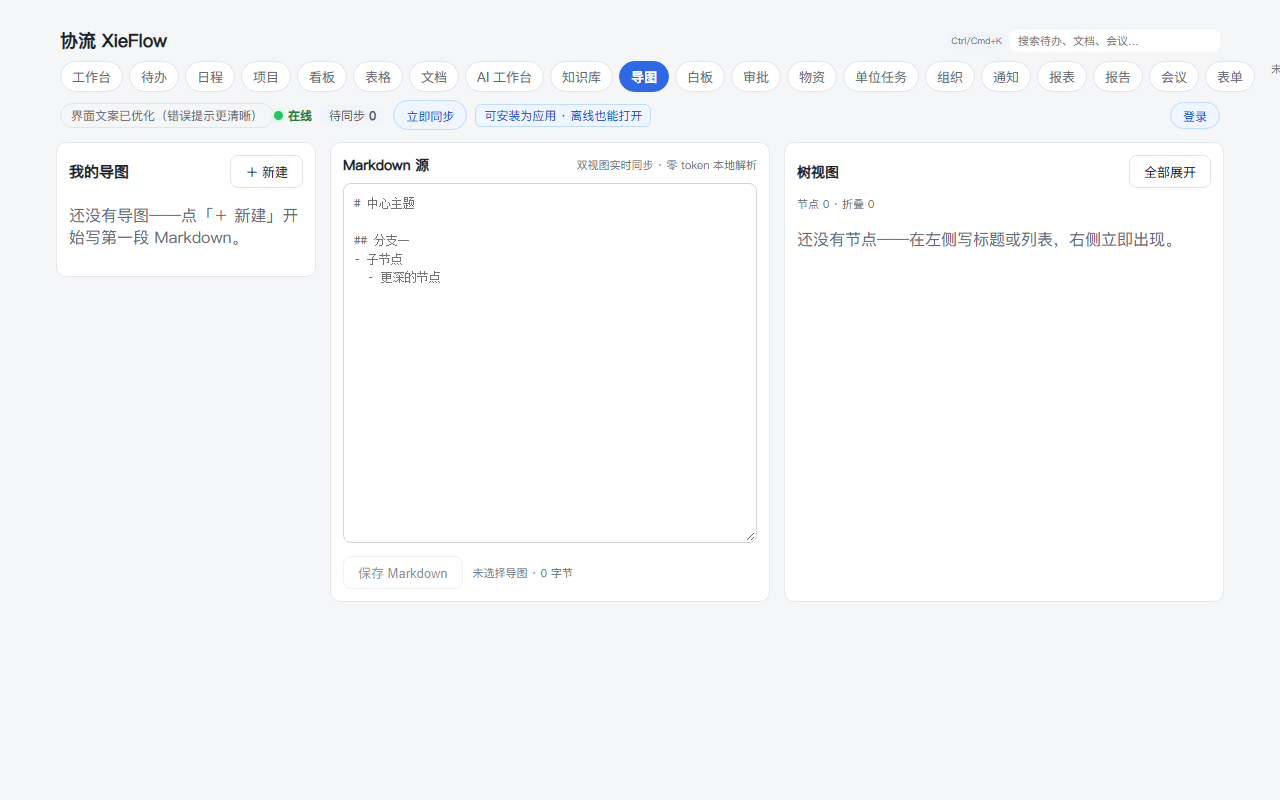 协流 XieFlow
Ctrl/Cmd+K 搜索待办、文档、会议…
工作台 待办 日程 项目 看板 表格 文档 AI 工作台 知识库 导图 白板 审批 物资 单位任务 组织 通知 报表 报告 会议 表单
界面文案已优化（错误提示更清晰） 在线 待同步 0 立即同步 可安装为应用 · 离线也能打开 登录
我的导图 ＋ 新建
还没有导图——点「＋ 新建」开
始写第一段 Markdown。
Markdown 源 双视图实时同步 · 零 token 本地解析
# 中心主题
## 分支一
- 子节点
- 更深的节点
保存 Markdown 未选择导图 · 0 字节
树视图 全部展开
节点 0 · 折叠 0
还没有节点——在左侧写标题或列表，右侧立即出现。